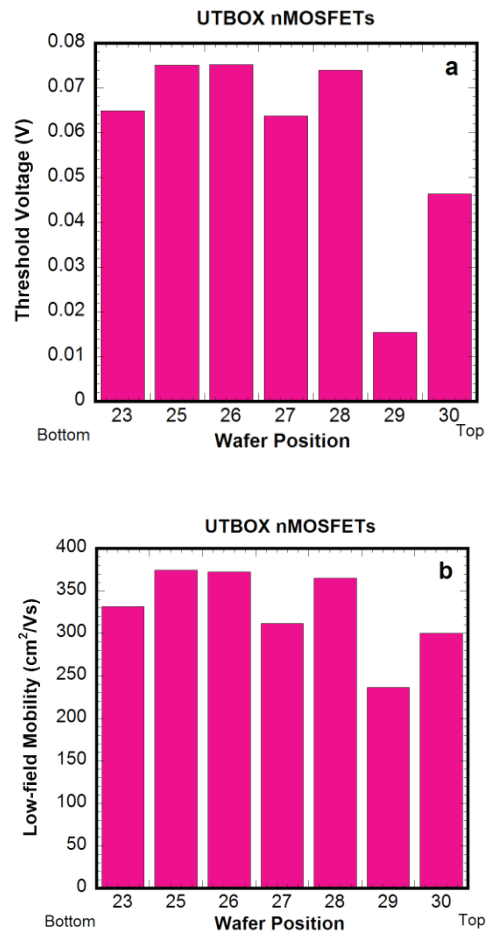 UTBOX nMOSFETs
a
Threshold Voltage (V)
0.08
0.07
0.06
0.05
0.04
0.03
0.02
0.01
0
23 25 26 27 28 29 30
Bottom
Wafer Position
Top
UTBOX nMOSFETs
b
Low-field Mobility (cm²/Vs)
400
350
300
250
200
150
100
50
0
23 25 26 27 28 29 30
Bottom
Wafer Position
Top